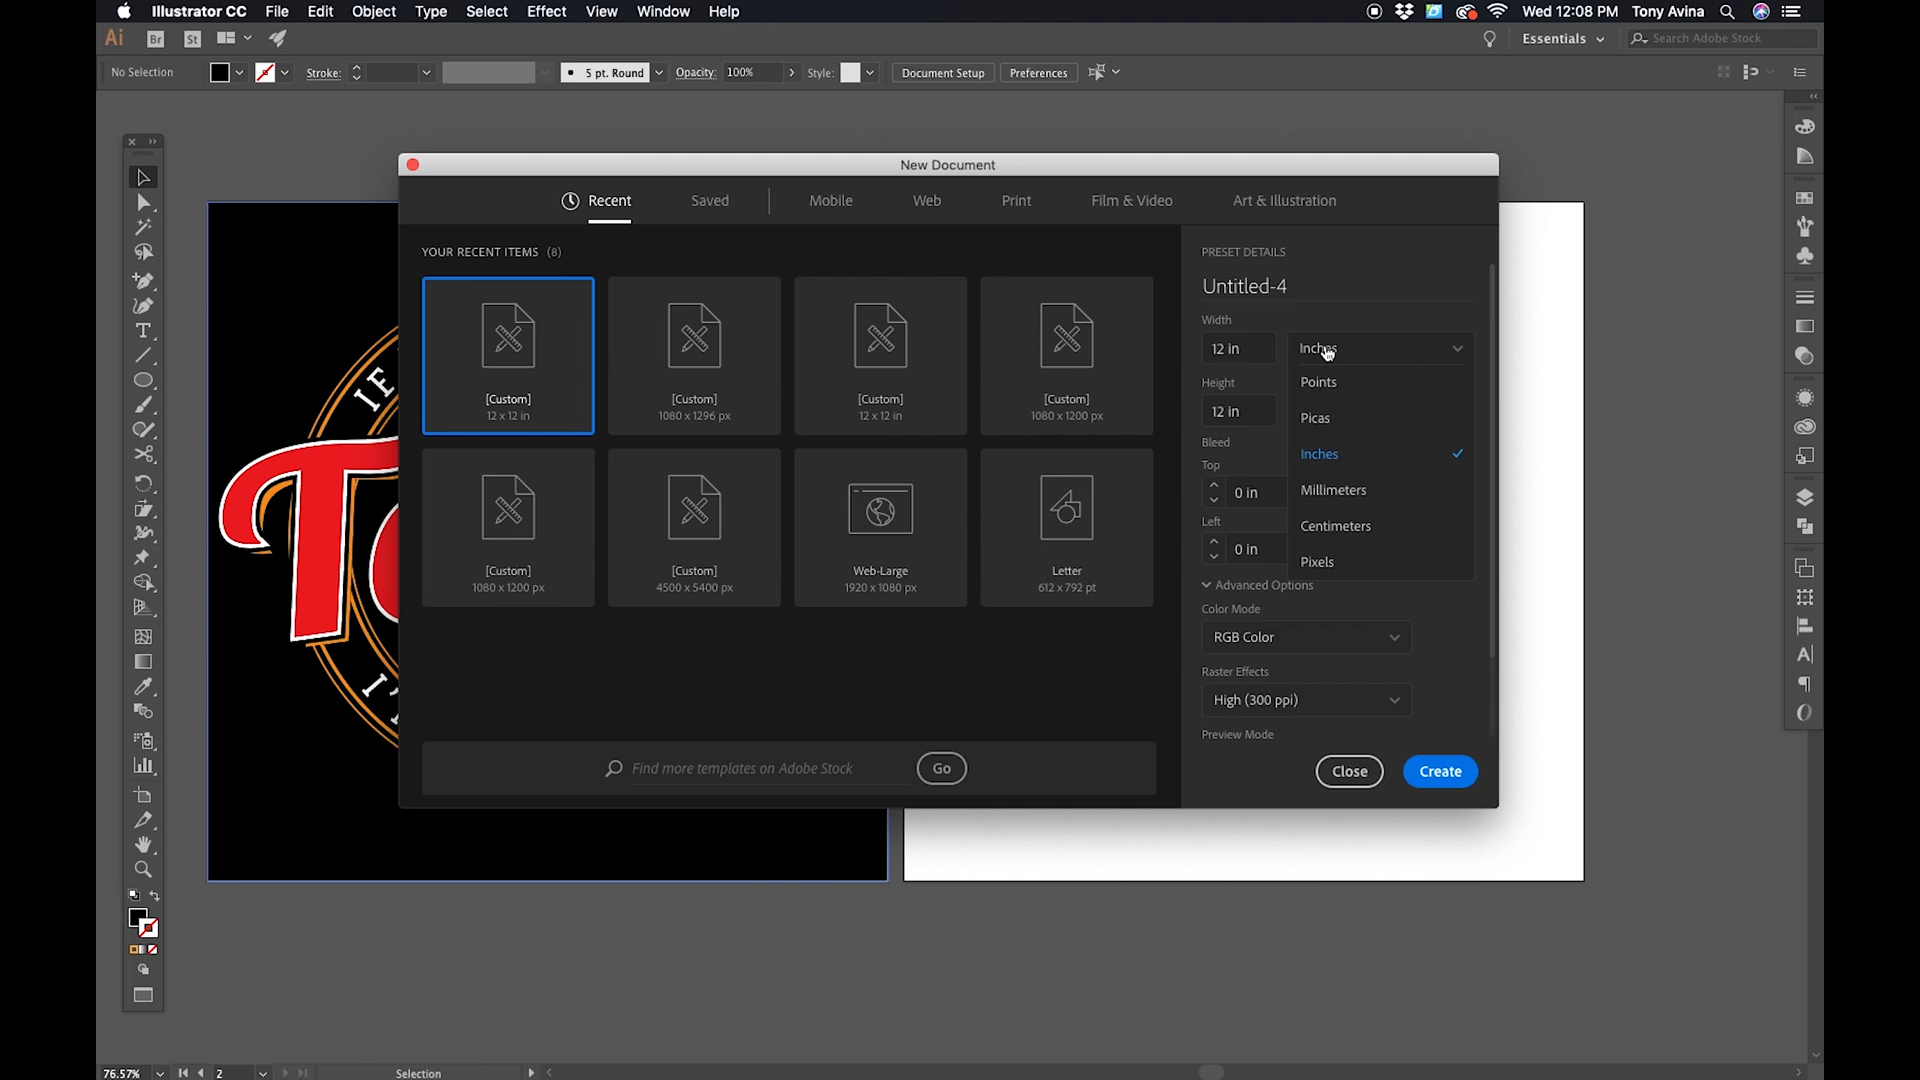 Illustrator CC File Edit Object Type Select Effect View Window Help
Wed 12:08 PM Tony Avina
Ai Br St
Essentials Search Adobe Stock
No Selection Stroke: 5 pt. Round Opacity: 100% Style: Document Setup Preferences
New Document
Recent Saved Mobile Web Print Film & Video Art & Illustration
YOUR RECENT ITEMS (8)
[Custom]
12 x 12 in
[Custom]
1080 x 1296 px
[Custom]
12 x 12 in
[Custom]
1080 x 1200 px
[Custom]
1080 x 1200 px
[Custom]
4500 x 5400 px
Web-Large
1920 x 1080 px
Letter
612 x 792 pt
Find more templates on Adobe Stock Go
PRESET DETAILS
Untitled-4
Width
12 in Inches
Points
Height
12 in
Picas
Bleed
Inches
Top
0 in
Millimeters
Left
Centimeters
0 in
Pixels
Advanced Options
Color Mode
RGB Color
Raster Effects
High (300 ppi)
Preview Mode
Close Create
76.57% 2 Selection